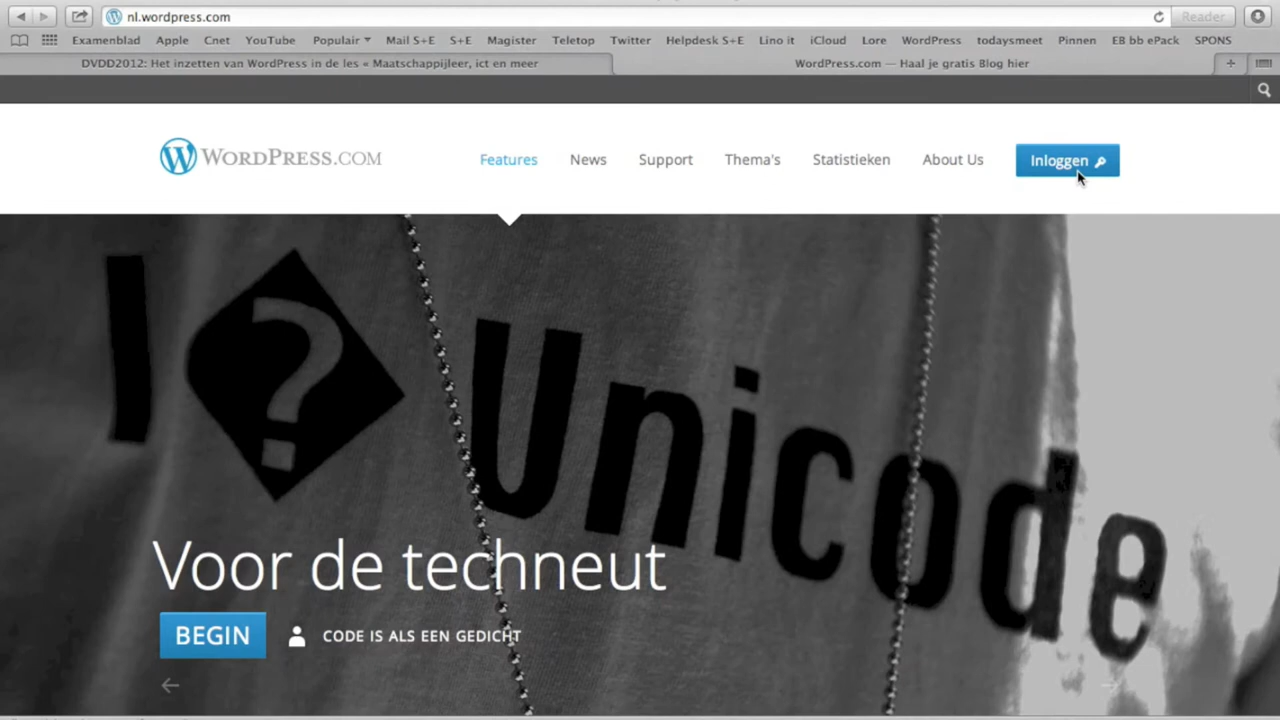 nl.wordpress.com
Reader
Examenblad Apple Cnet YouTube Populair Mail S+E S+E Magister Teletop Twitter Helpdesk S+E Lino it iCloud Lore WordPress todaysmeet Pinnen EB bb ePack SPONS
DVDD2012: Het inzetten van WordPress in de les « Maatschappijleer, ict en meer
WordPress.com — Haal je gratis Blog hier
WORDPRESS.COM
Features News Support Thema's Statistieken About Us Inloggen
I � Unicode
Voor de techneut
BEGIN CODE IS ALS EEN GEDICHT